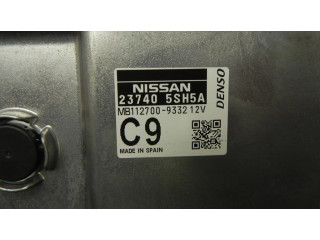 NISSAN
23740 5SH5A
MB112700-9332 12V
C9
MADE IN SPAIN
DENSO